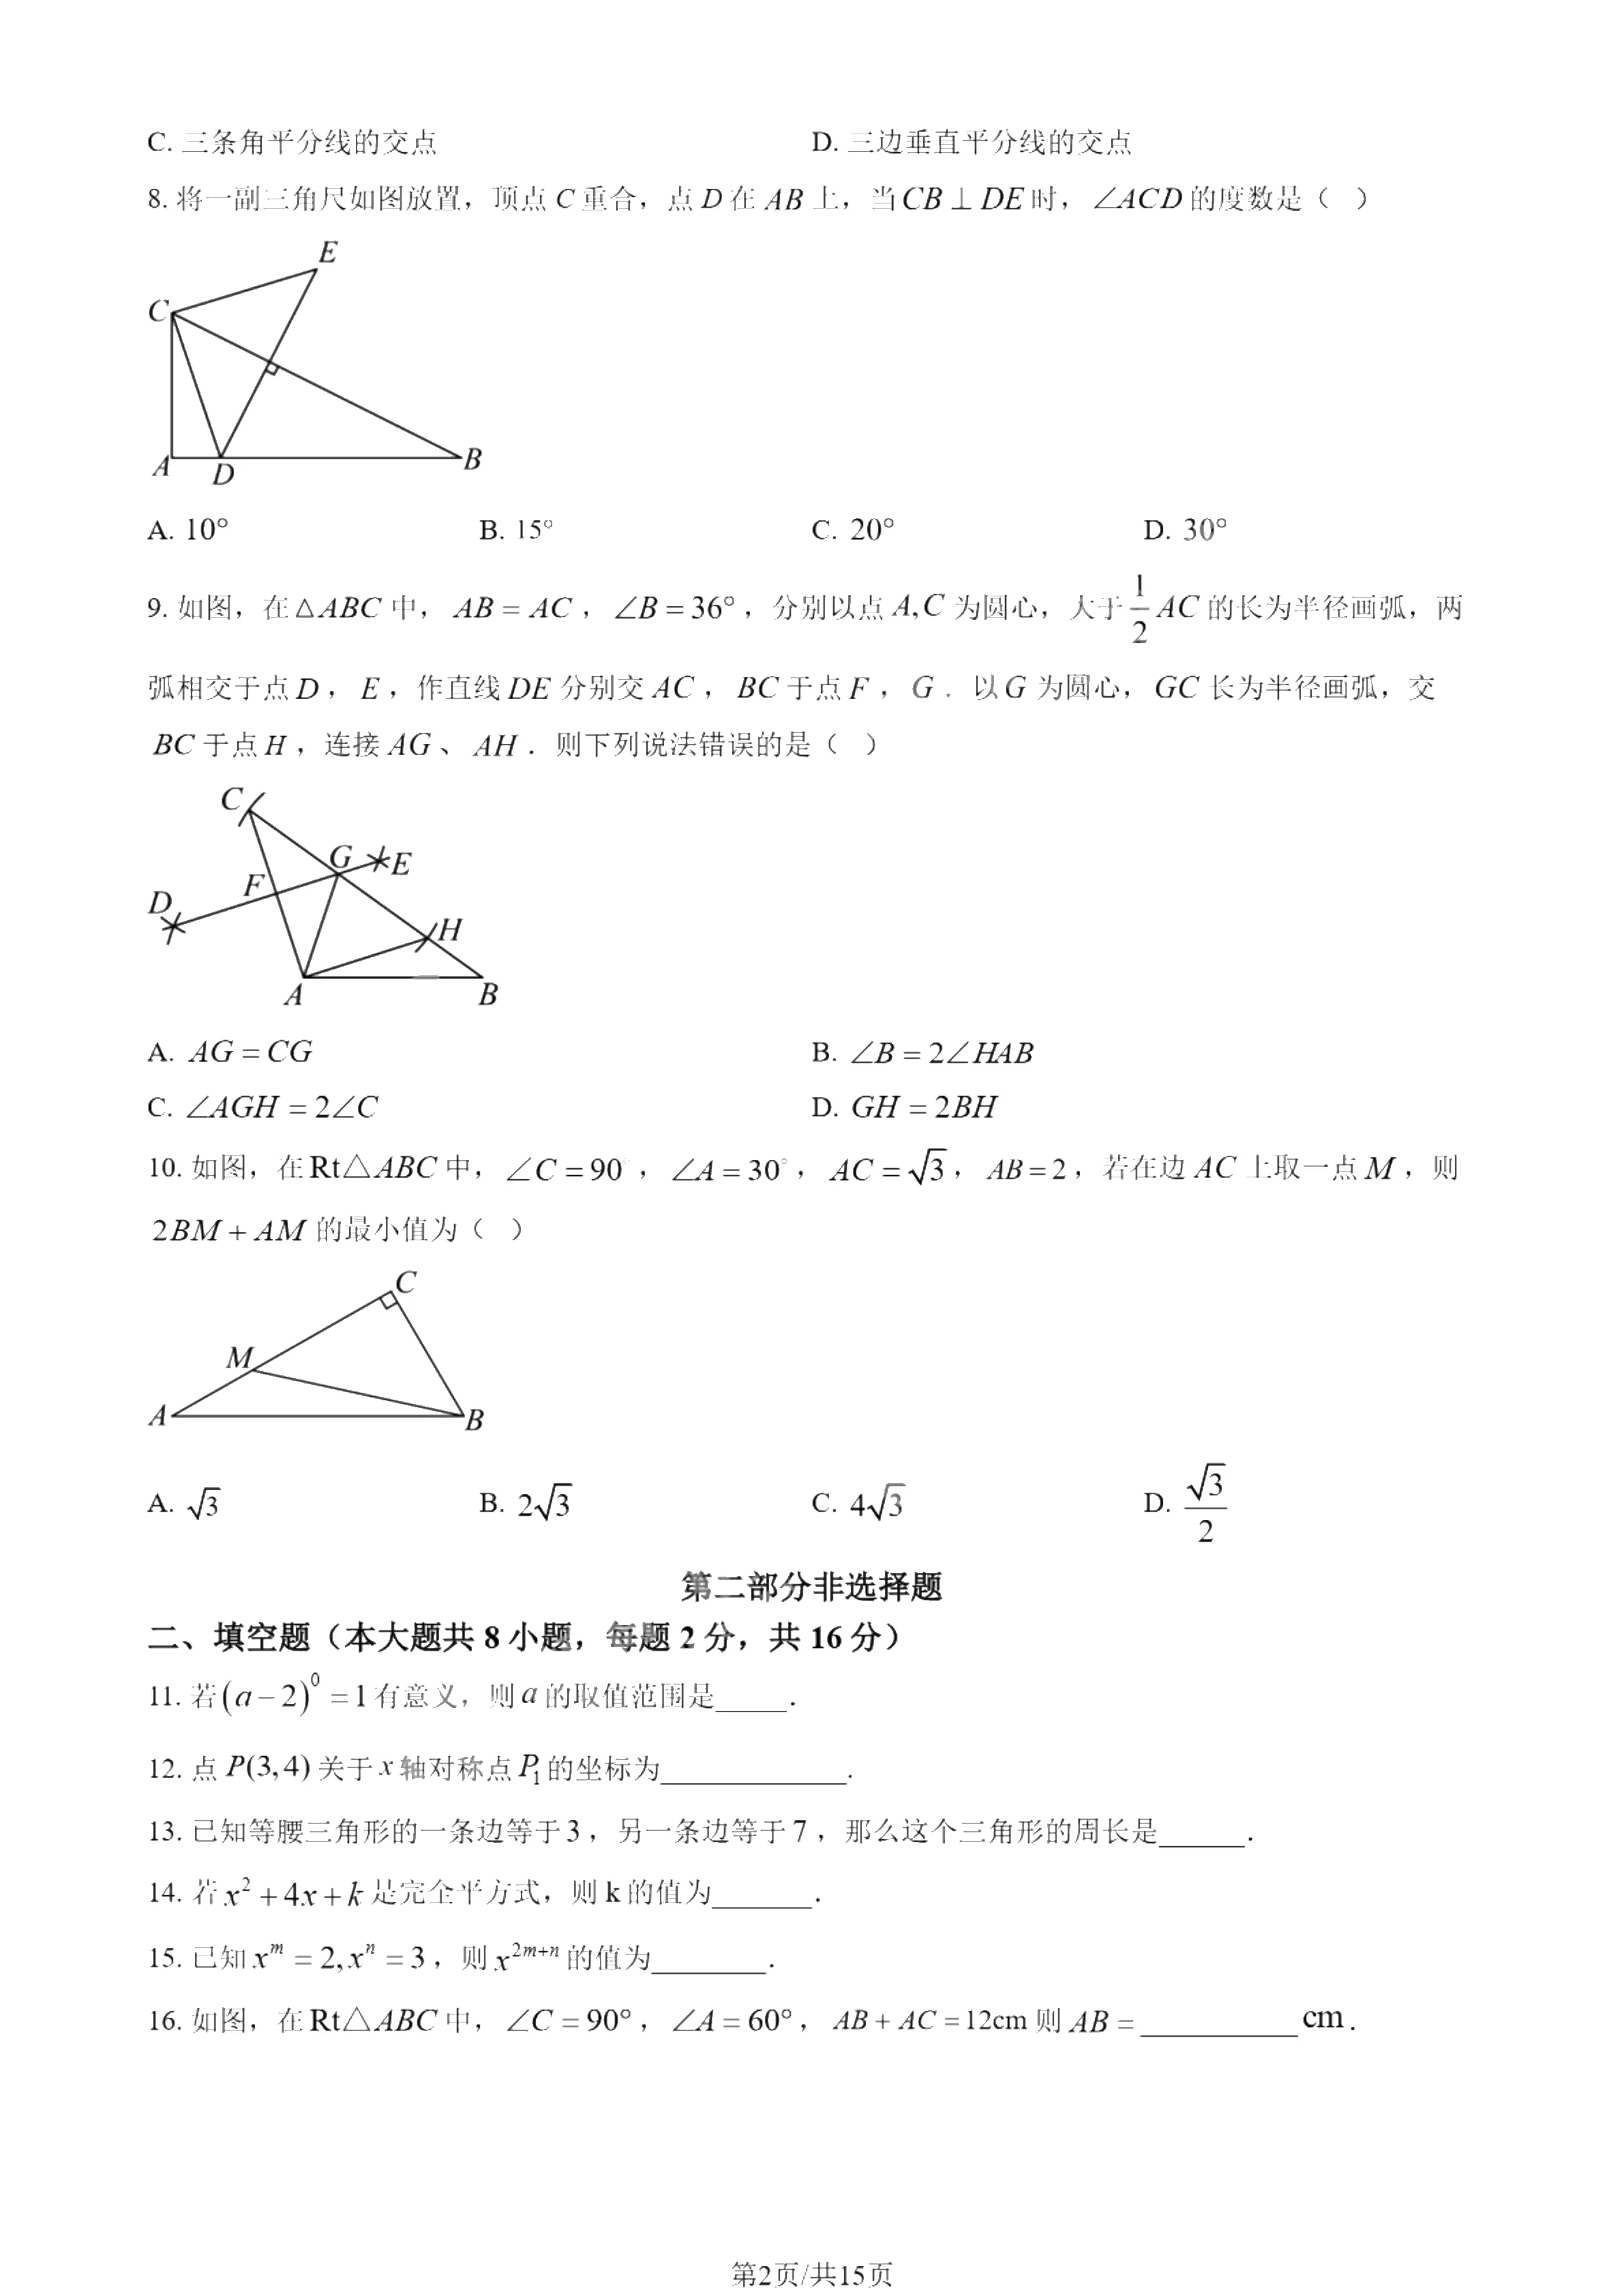 C. 三条角平分线的交点 D. 三边垂直平分线的交点
8. 将一副三角尺如图放置，顶点 C 重合，点 D 在 AB 上，当 CB ⊥ DE 时，∠ACD 的度数是（ ）
E
C
A
D
B
A. 10° B. 15° C. 20° D. 30°
9. 如图，在 △ABC 中，AB = AC，∠B = 36°，分别以点 A, C 为圆心，大于 1/2 AC 的长为半径画弧，两
弧相交于点 D，E，作直线 DE 分别交 AC，BC 于点 F，G．以 G 为圆心，GC 长为半径画弧，交
BC 于点 H，连接 AG、AH．则下列说法错误的是（ ）
C
G
E
F
D
H
A
B
A. AG = CG B. ∠B = 2∠HAB
C. ∠AGH = 2∠C D. GH = 2BH
10. 如图，在 Rt△ABC 中，∠C = 90°，∠A = 30°，AC = √3，AB = 2，若在边 AC 上取一点 M，则
2BM + AM 的最小值为（ ）
C
M
A
B
A. √3 B. 2√3 C. 4√3 D. √3/2
第二部分非选择题
二、填空题（本大题共 8 小题，每题 2 分，共 16 分）
11. 若 (a − 2)⁰ = 1 有意义，则 a 的取值范围是_____.
12. 点 P(3,4) 关于 x 轴对称点 P₁ 的坐标为_____________.
13. 已知等腰三角形的一条边等于 3，另一条边等于 7，那么这个三角形的周长是______.
14. 若 x² + 4x + k 是完全平方式，则 k 的值为_______.
15. 已知 xᵐ = 2, xⁿ = 3，则 x²ᵐ⁺ⁿ 的值为________.
16. 如图，在 Rt△ABC 中，∠C = 90°，∠A = 60°，AB + AC = 12cm 则 AB = ___________ cm．
第2页/共15页